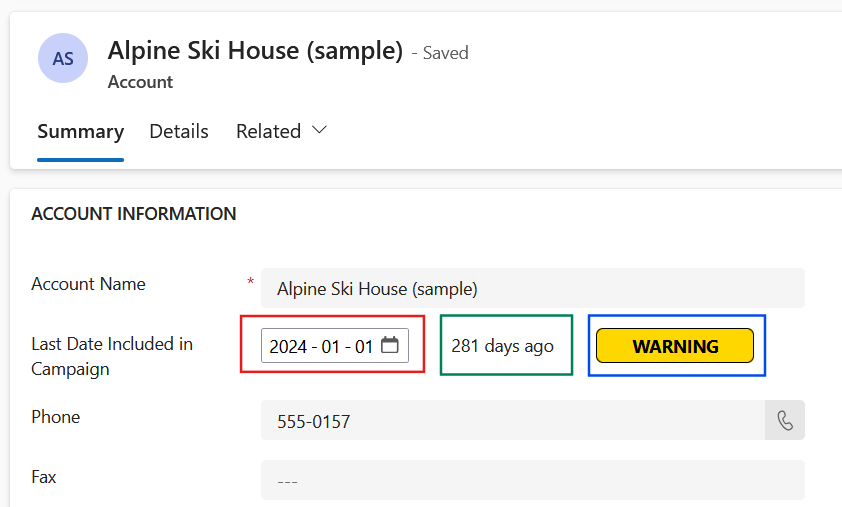 AS
Alpine Ski House (sample) - Saved
Account
Summary Details Related
ACCOUNT INFORMATION
Account Name * Alpine Ski House (sample)
Last Date Included in Campaign 2024 - 01 - 01 281 days ago WARNING
Phone 555-0157
Fax ---